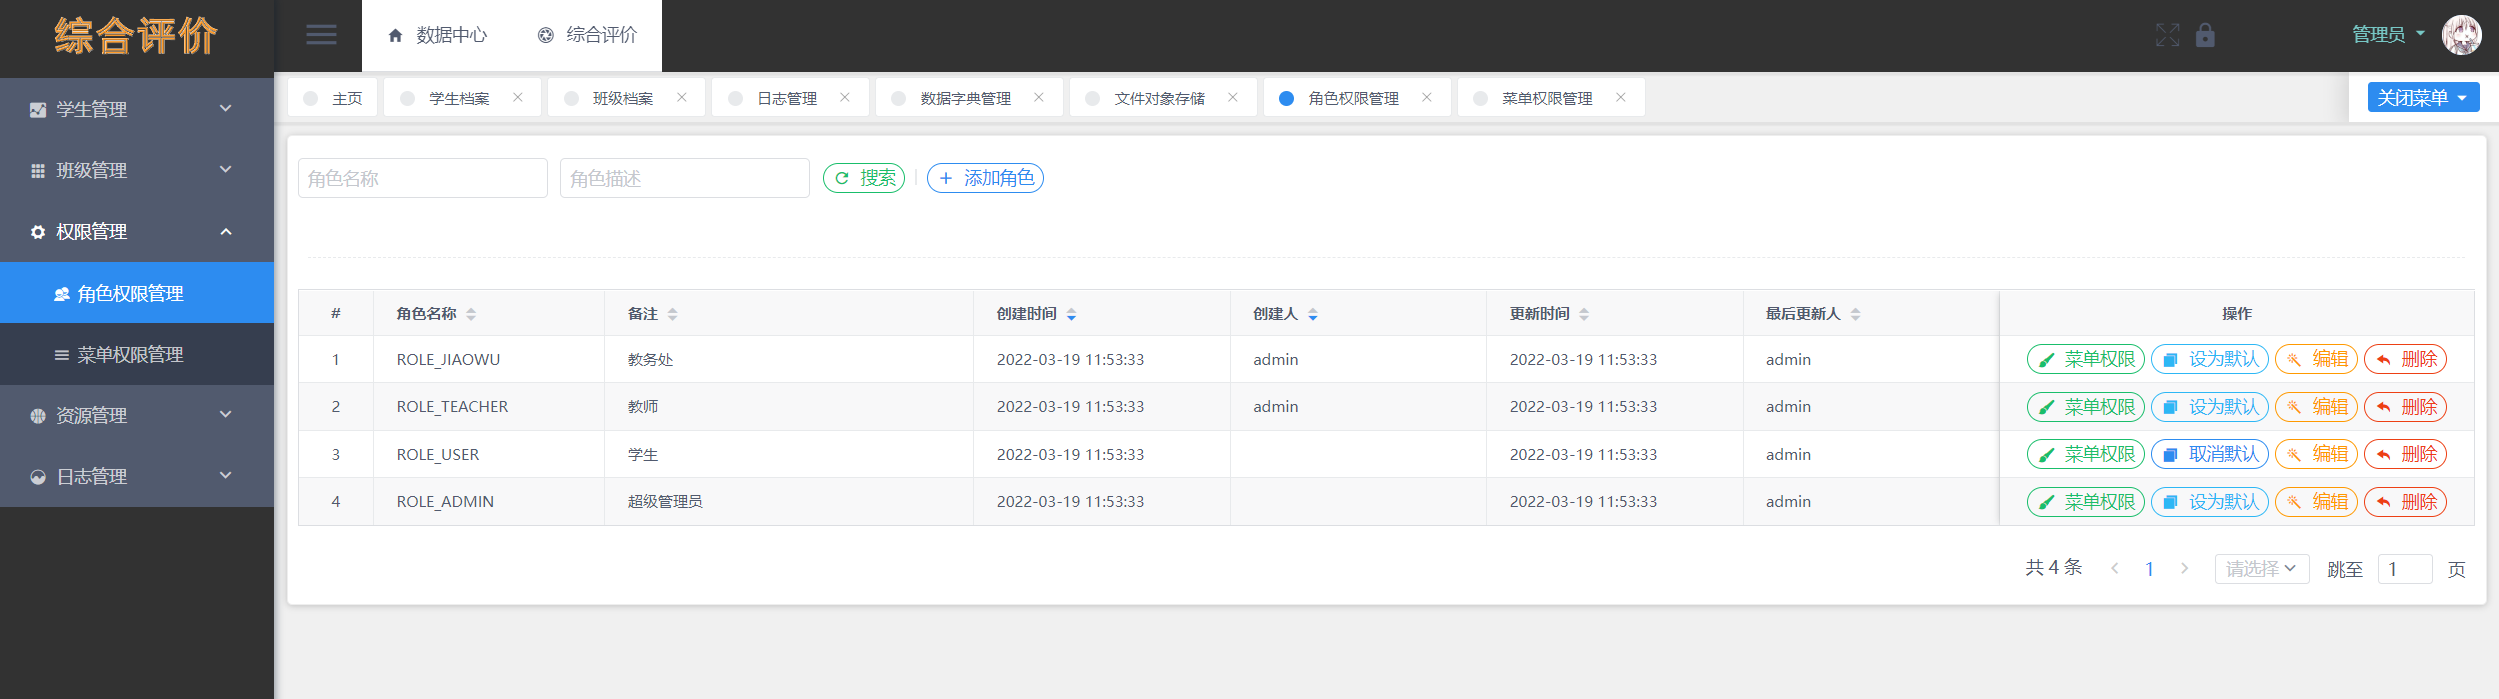 综合评价
数据中心 综合评价
管理员
学生管理
班级管理
权限管理
角色权限管理
菜单权限管理
资源管理
日志管理
主页 学生档案 班级档案 日志管理 数据字典管理 文件对象存储 角色权限管理 菜单权限管理 关闭菜单
角色名称 角色描述 搜索 添加角色
# 角色名称 备注 创建时间 创建人 更新时间 最后更新人 操作
1 ROLE_JIAOWU 教务处 2022-03-19 11:53:33 admin 2022-03-19 11:53:33 admin 菜单权限 设为默认 编辑 删除
2 ROLE_TEACHER 教师 2022-03-19 11:53:33 admin 2022-03-19 11:53:33 admin 菜单权限 设为默认 编辑 删除
3 ROLE_USER 学生 2022-03-19 11:53:33 2022-03-19 11:53:33 admin 菜单权限 取消默认 编辑 删除
4 ROLE_ADMIN 超级管理员 2022-03-19 11:53:33 2022-03-19 11:53:33 admin 菜单权限 设为默认 编辑 删除
共 4 条 1 请选择 跳至 1 页